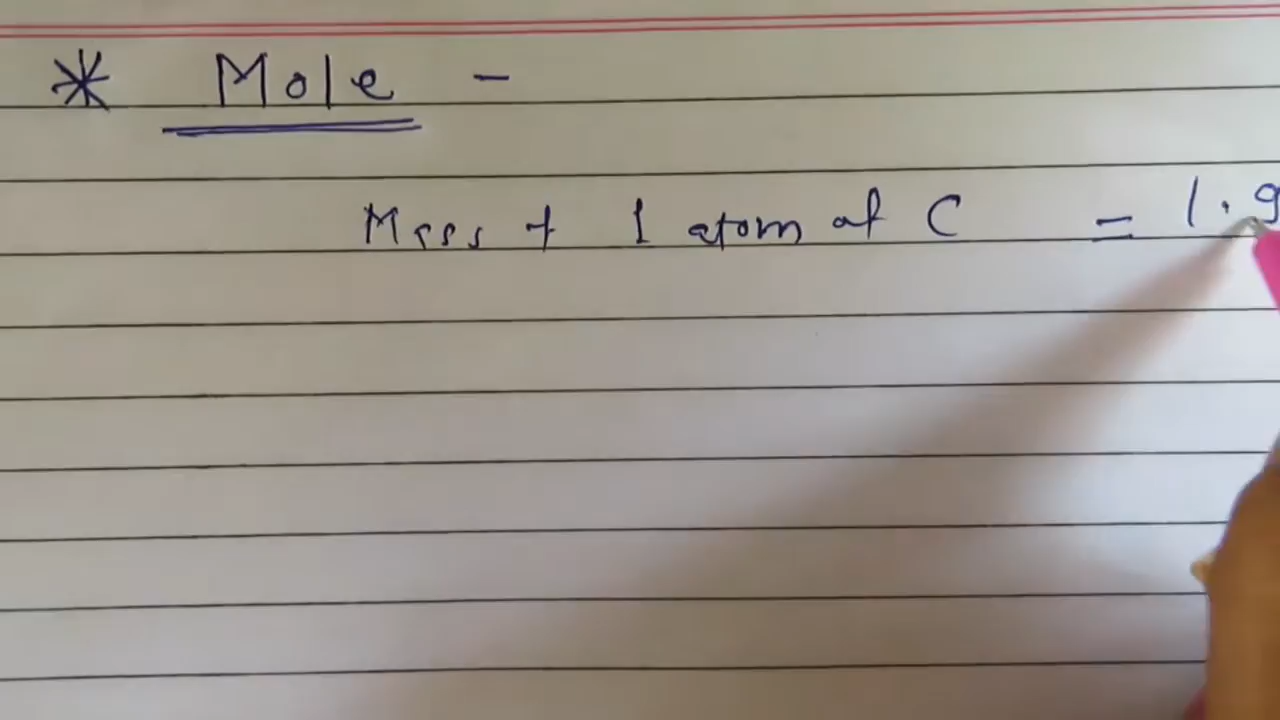 * Mole -
Mass of 1 atom of C = 1.9